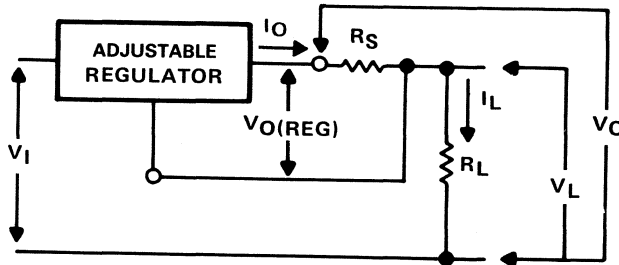 ADJUSTABLE
REGULATOR
IO
RS
VO(REG)
IL
RL
VI
VL
VO